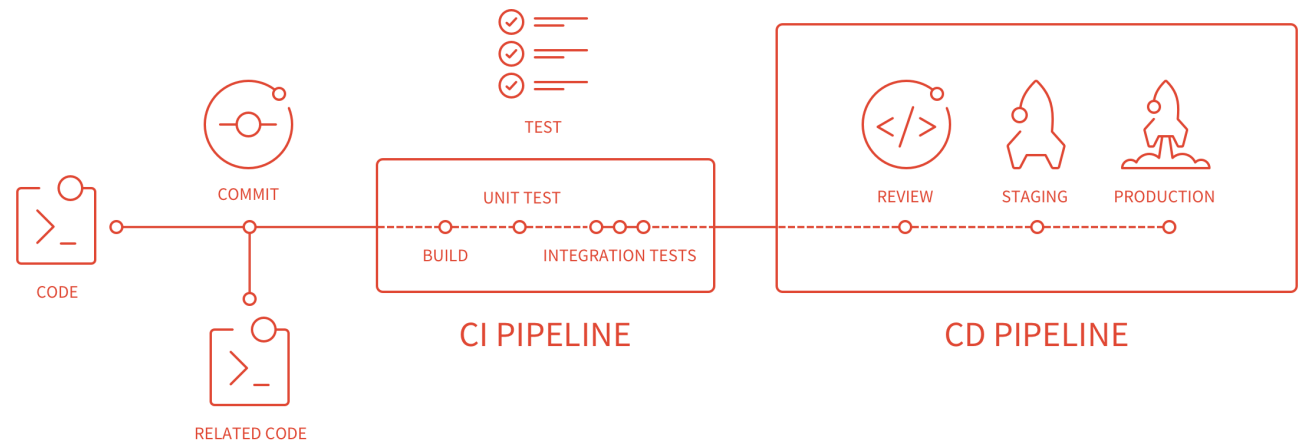 TEST
COMMIT
CODE
RELATED CODE
UNIT TEST
BUILD
INTEGRATION TESTS
CI PIPELINE
REVIEW
STAGING
PRODUCTION
CD PIPELINE